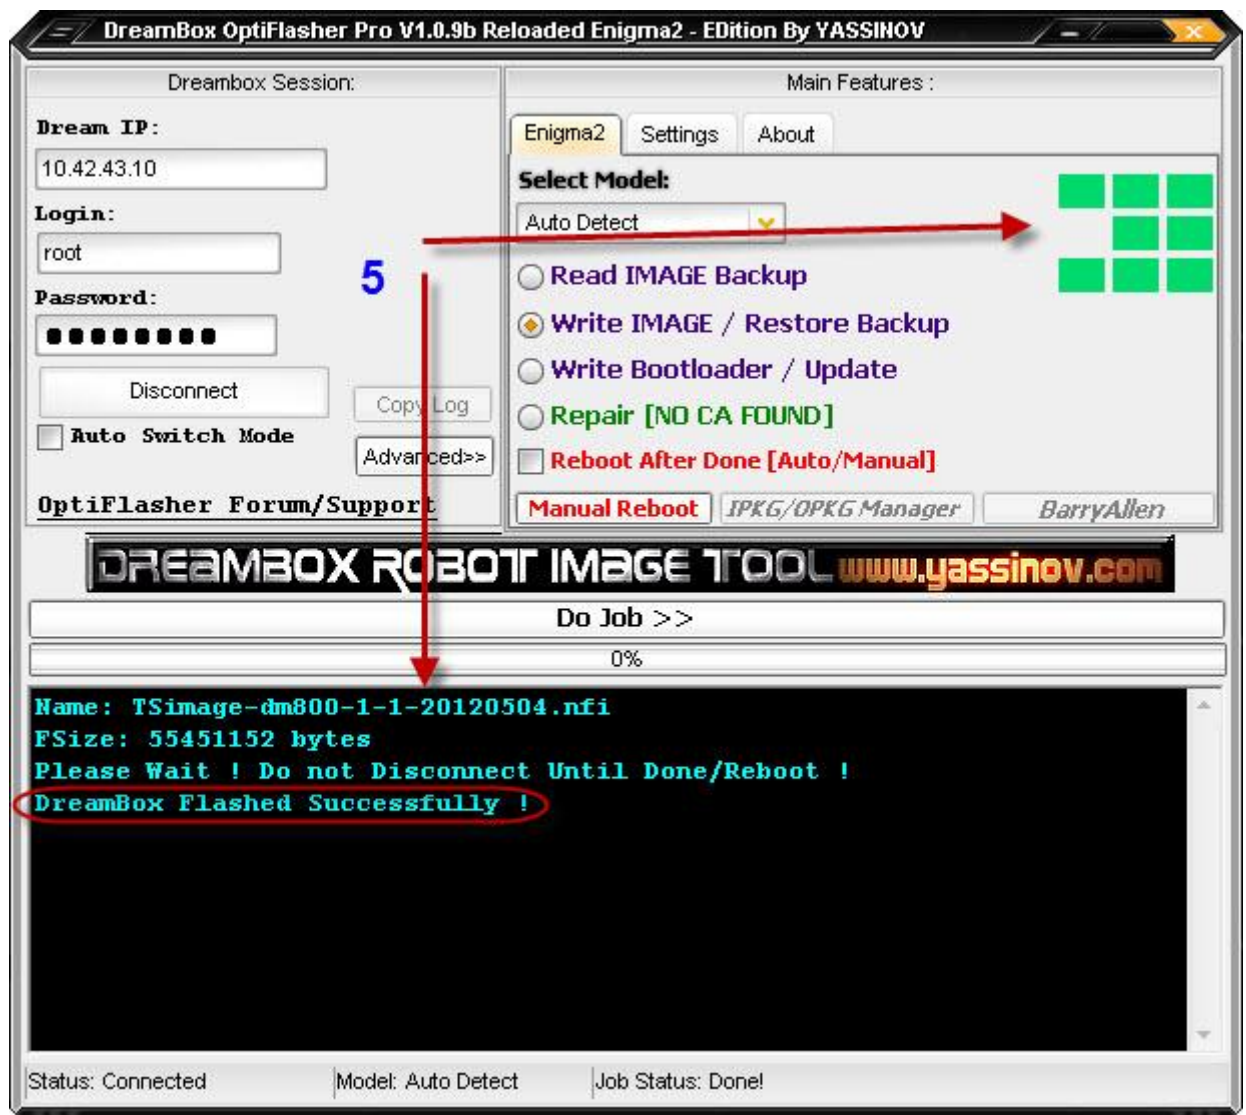 DreamBox OptiFlasher Pro V1.0.9b Reloaded Enigma2 - EDition By YASSINOV
Dreambox Session:
Dream IP:
10.42.43.10
Login:
root
5
Password:
Disconnect
Copy Log
Auto Switch Mode
Advanced>>
OptiFlasher Forum/Support
Main Features :
Enigma2 Settings About
Select Model:
Auto Detect
Read IMAGE Backup
Write IMAGE / Restore Backup
Write Bootloader / Update
Repair [NO CA FOUND]
Reboot After Done [Auto/Manual]
Manual Reboot IPKG/OPKG Manager BarryAllen
DREAMBOX ROBOT IMAGE TOOL www.yassinov.com
Do Job >>
0%
Name: TSimage-dm800-1-1-20120504.nfi
FSize: 55451152 bytes
Please Wait ! Do not Disconnect Until Done/Reboot !
DreamBox Flashed Successfully !
Status: Connected Model: Auto Detect Job Status: Done!